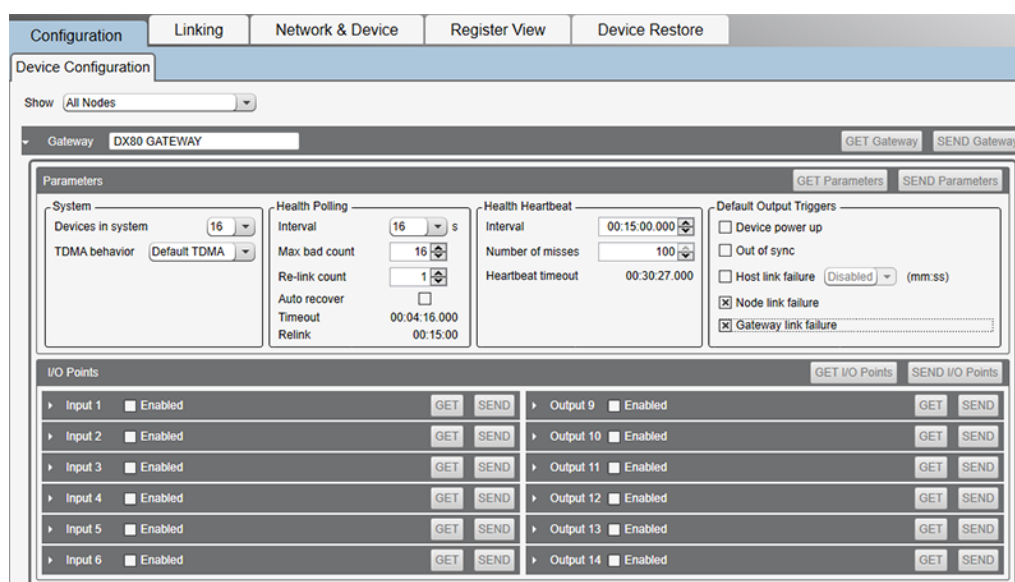 Configuration Linking Network & Device Register View Device Restore
Device Configuration
Show All Nodes
Gateway DX80 GATEWAY GET Gateway SEND Gateway
Parameters GET Parameters SEND Parameters
System Health Polling Health Heartbeat Default Output Triggers
Devices in system 16 Interval 16 s Interval 00:15:00.000 Device power up
TDMA behavior Default TDMA Max bad count 16 Number of misses 100 Out of sync
Re-link count 1 Heartbeat timeout 00:30:27.000 Host link failure Disabled (mm:ss)
Auto recover Node link failure
Timeout 00:04:16.000 Gateway link failure
Relink 00:15:00
I/O Points GET I/O Points SEND I/O Points
Input 1 Enabled GET SEND Output 9 Enabled GET SEND
Input 2 Enabled GET SEND Output 10 Enabled GET SEND
Input 3 Enabled GET SEND Output 11 Enabled GET SEND
Input 4 Enabled GET SEND Output 12 Enabled GET SEND
Input 5 Enabled GET SEND Output 13 Enabled GET SEND
Input 6 Enabled GET SEND Output 14 Enabled GET SEND